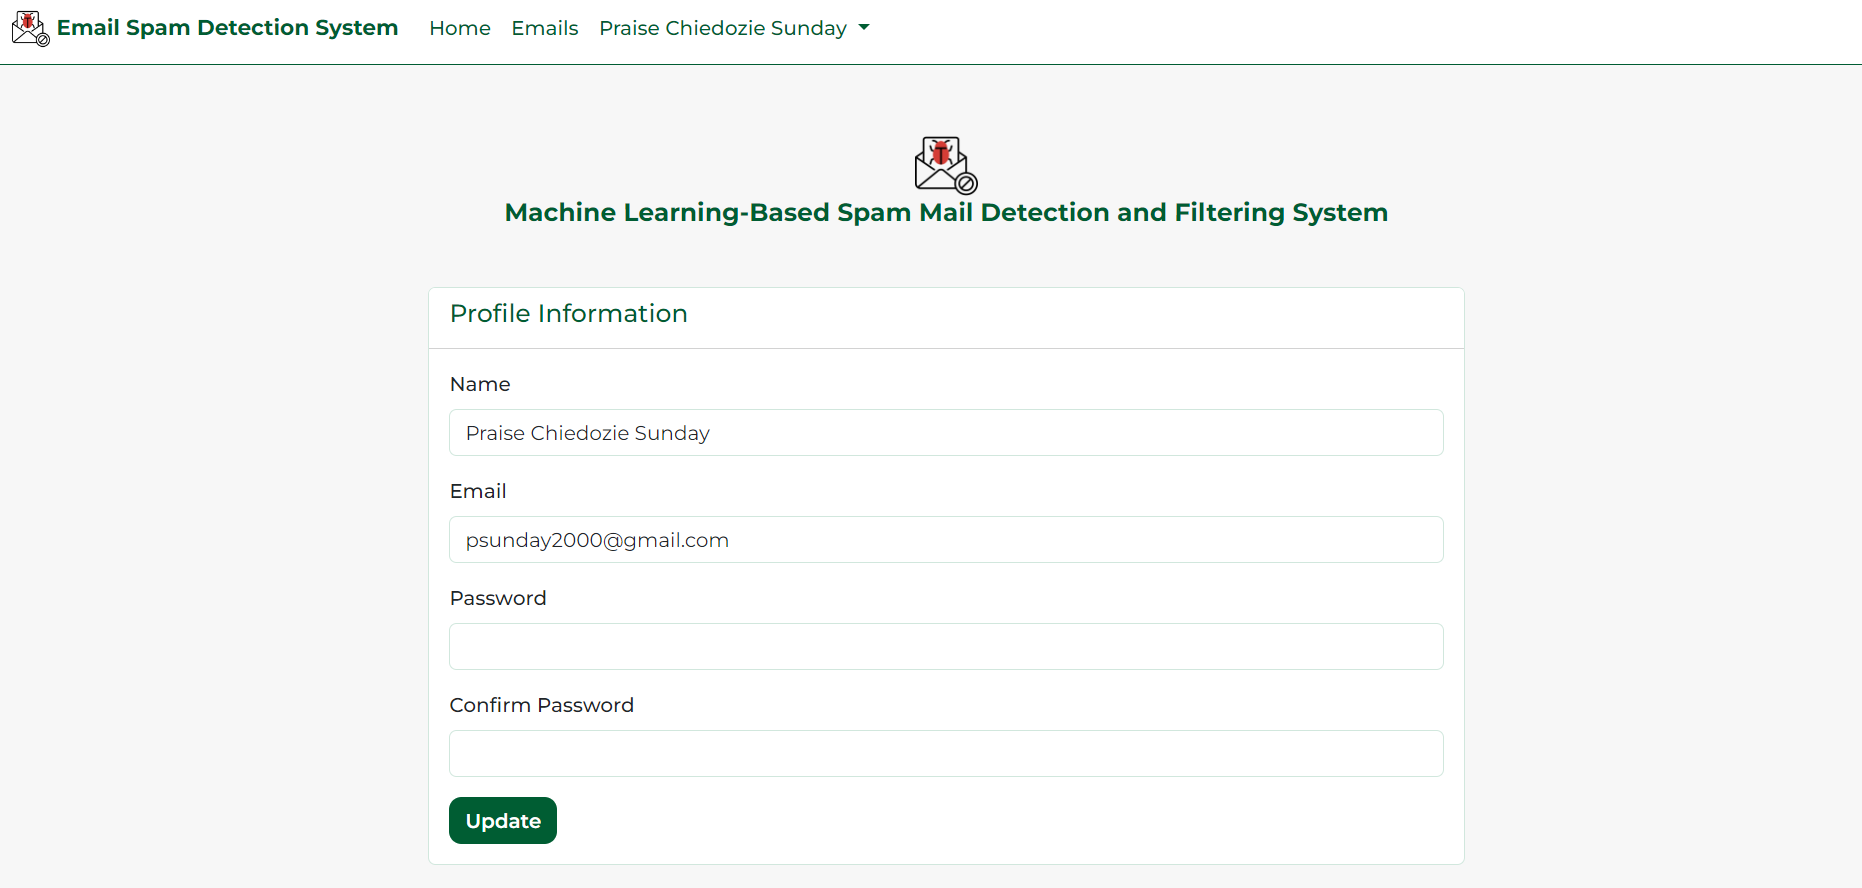 Email Spam Detection System Home Emails Praise Chiedozie Sunday
Machine Learning-Based Spam Mail Detection and Filtering System
Profile Information
Name
Praise Chiedozie Sunday
Email
psunday2000@gmail.com
Password
Confirm Password
Update